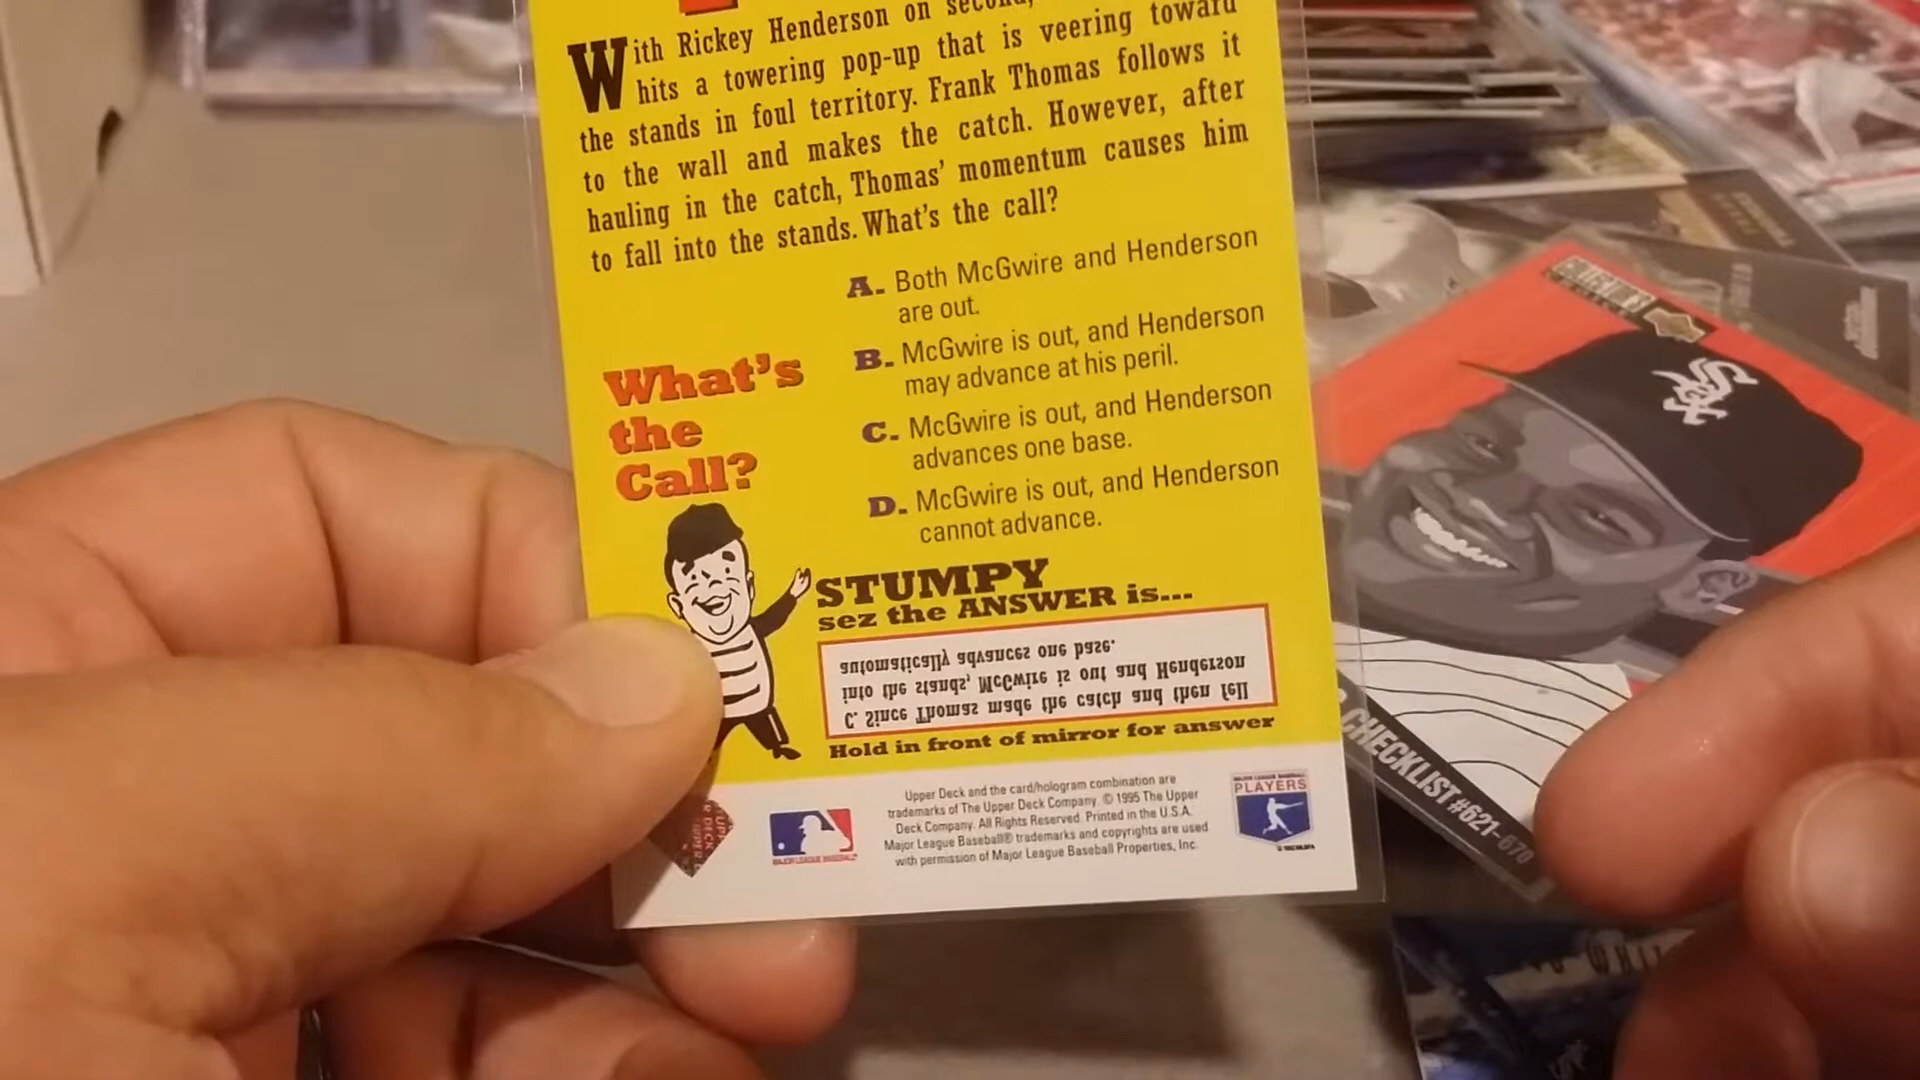 With Rickey Henderson on second,
hits a towering pop-up that is veering toward
the stands in foul territory. Frank Thomas follows it
to the wall and makes the catch. However, after
hauling in the catch, Thomas' momentum causes him
to fall into the stands. What's the call?
A. Both McGwire and Henderson
are out.
B. McGwire is out, and Henderson
may advance at his peril.
C. McGwire is out, and Henderson
advances one base.
D. McGwire is out, and Henderson
cannot advance.
What's
the
Call?
STUMPY
sez the ANSWER is...
C. Since Thomas made the catch and then fell
into the stands, McGwire is out and Henderson
automatically advances one base.
Hold in front of mirror for answer
Upper Deck and the card/hologram combination are
trademarks of The Upper Deck Company. © 1995 The Upper
Deck Company. All Rights Reserved. Printed in the U.S.A.
Major League Baseball® trademarks and copyrights are used
with permission of Major League Baseball Properties, Inc.
MAJOR LEAGUE BASEBALL
MAJOR LEAGUE BASEBALL
PLAYERS
SOX
CHECKLIST #621-670